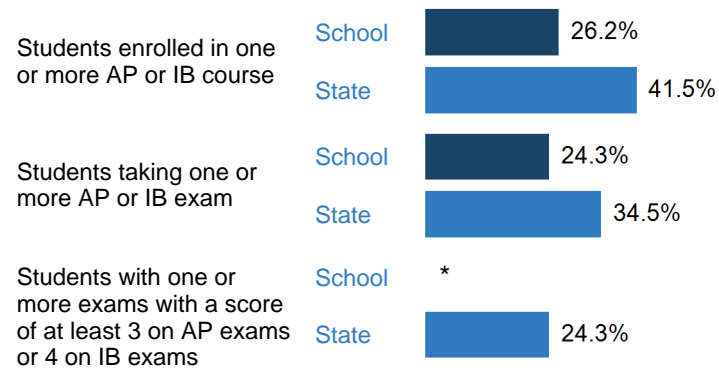 Students enrolled in one
or more AP or IB course
School 26.2%
State 41.5%
Students taking one or
more AP or IB exam
School 24.3%
State 34.5%
Students with one or
more exams with a score
of at least 3 on AP exams
or 4 on IB exams
School *
State 24.3%